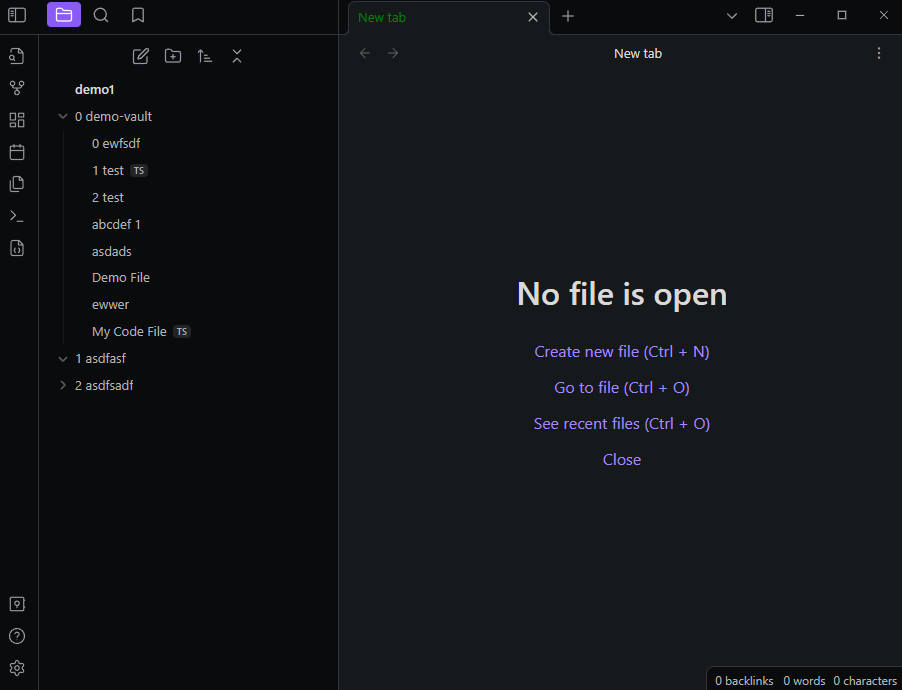 New tab
New tab
demo1
0 demo-vault
0 ewfsdf
1 test TS
2 test
abcdef 1
asdads
Demo File
ewwer
My Code File TS
1 asdfasf
2 asdfsadf
No file is open
Create new file (Ctrl + N)
Go to file (Ctrl + O)
See recent files (Ctrl + O)
Close
0 backlinks 0 words 0 characters